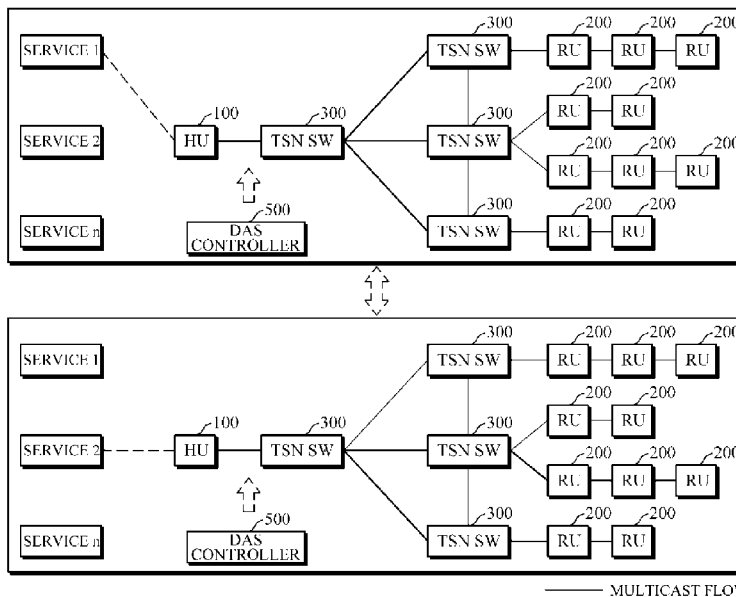 300 200 200 200
SERVICE 1 TSN SW RU RU RU
200 200
RU RU
100 300 300
SERVICE 2 HU TSN SW TSN SW
200 200 200
RU RU RU
500 300 200 200
SERVICE n DAS CONTROLLER TSN SW RU RU
300 200 200 200
SERVICE 1 TSN SW RU RU RU
200 200
RU RU
100 300 300
SERVICE 2 HU TSN SW TSN SW
200 200 200
RU RU RU
500 300 200 200
SERVICE n DAS CONTROLLER TSN SW RU RU
MULTICAST FLOW